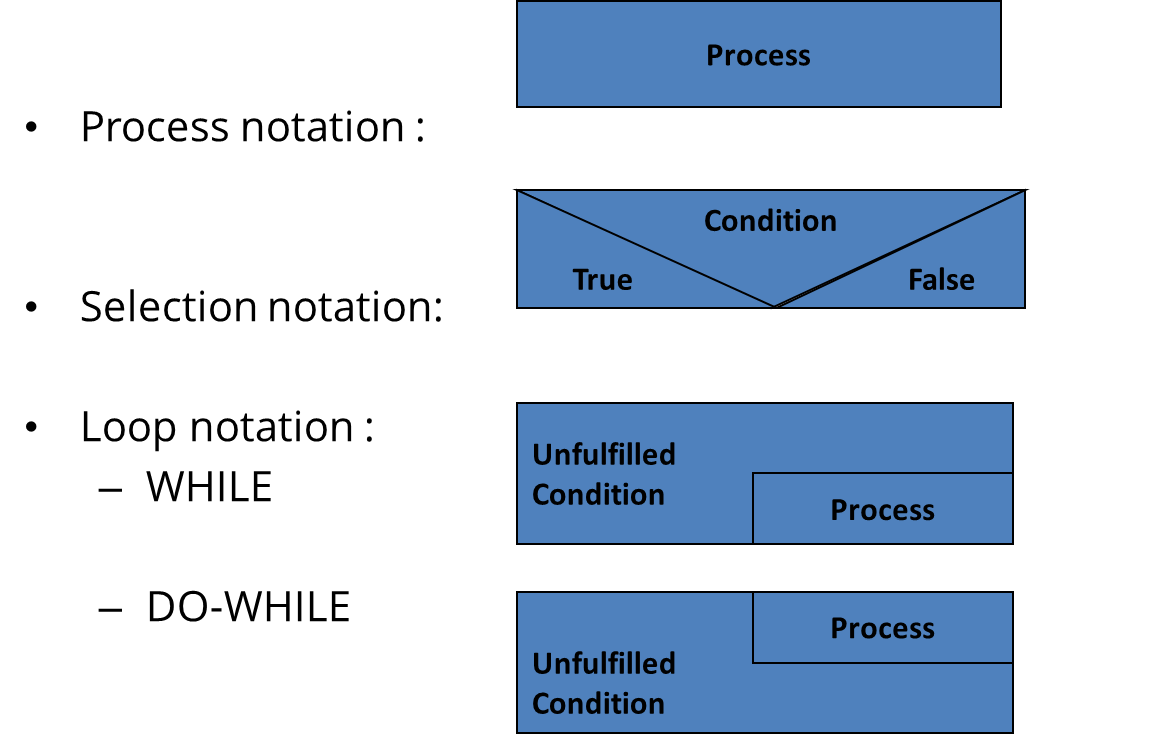 Process
• Process notation :
Condition
True
False
• Selection notation:
• Loop notation :
– WHILE
Unfulfilled
Condition
Process
– DO-WHILE
Process
Unfulfilled
Condition